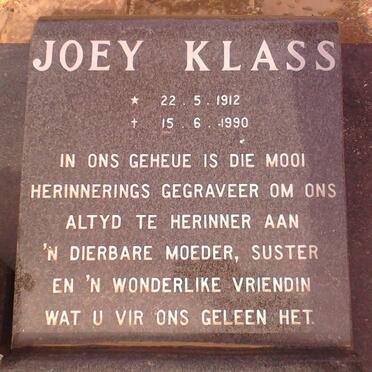 JOEY KLASS
★ 22.5.1912
† 15.6.1990
IN ONS GEHEUE IS DIE MOOI
HERINNERINGS GEGRAVEER OM ONS
ALTYD TE HERINNER AAN
'N DIERBARE MOEDER, SUSTER
EN 'N WONDERLIKE VRIENDIN
WAT U VIR ONS GELEEN HET.